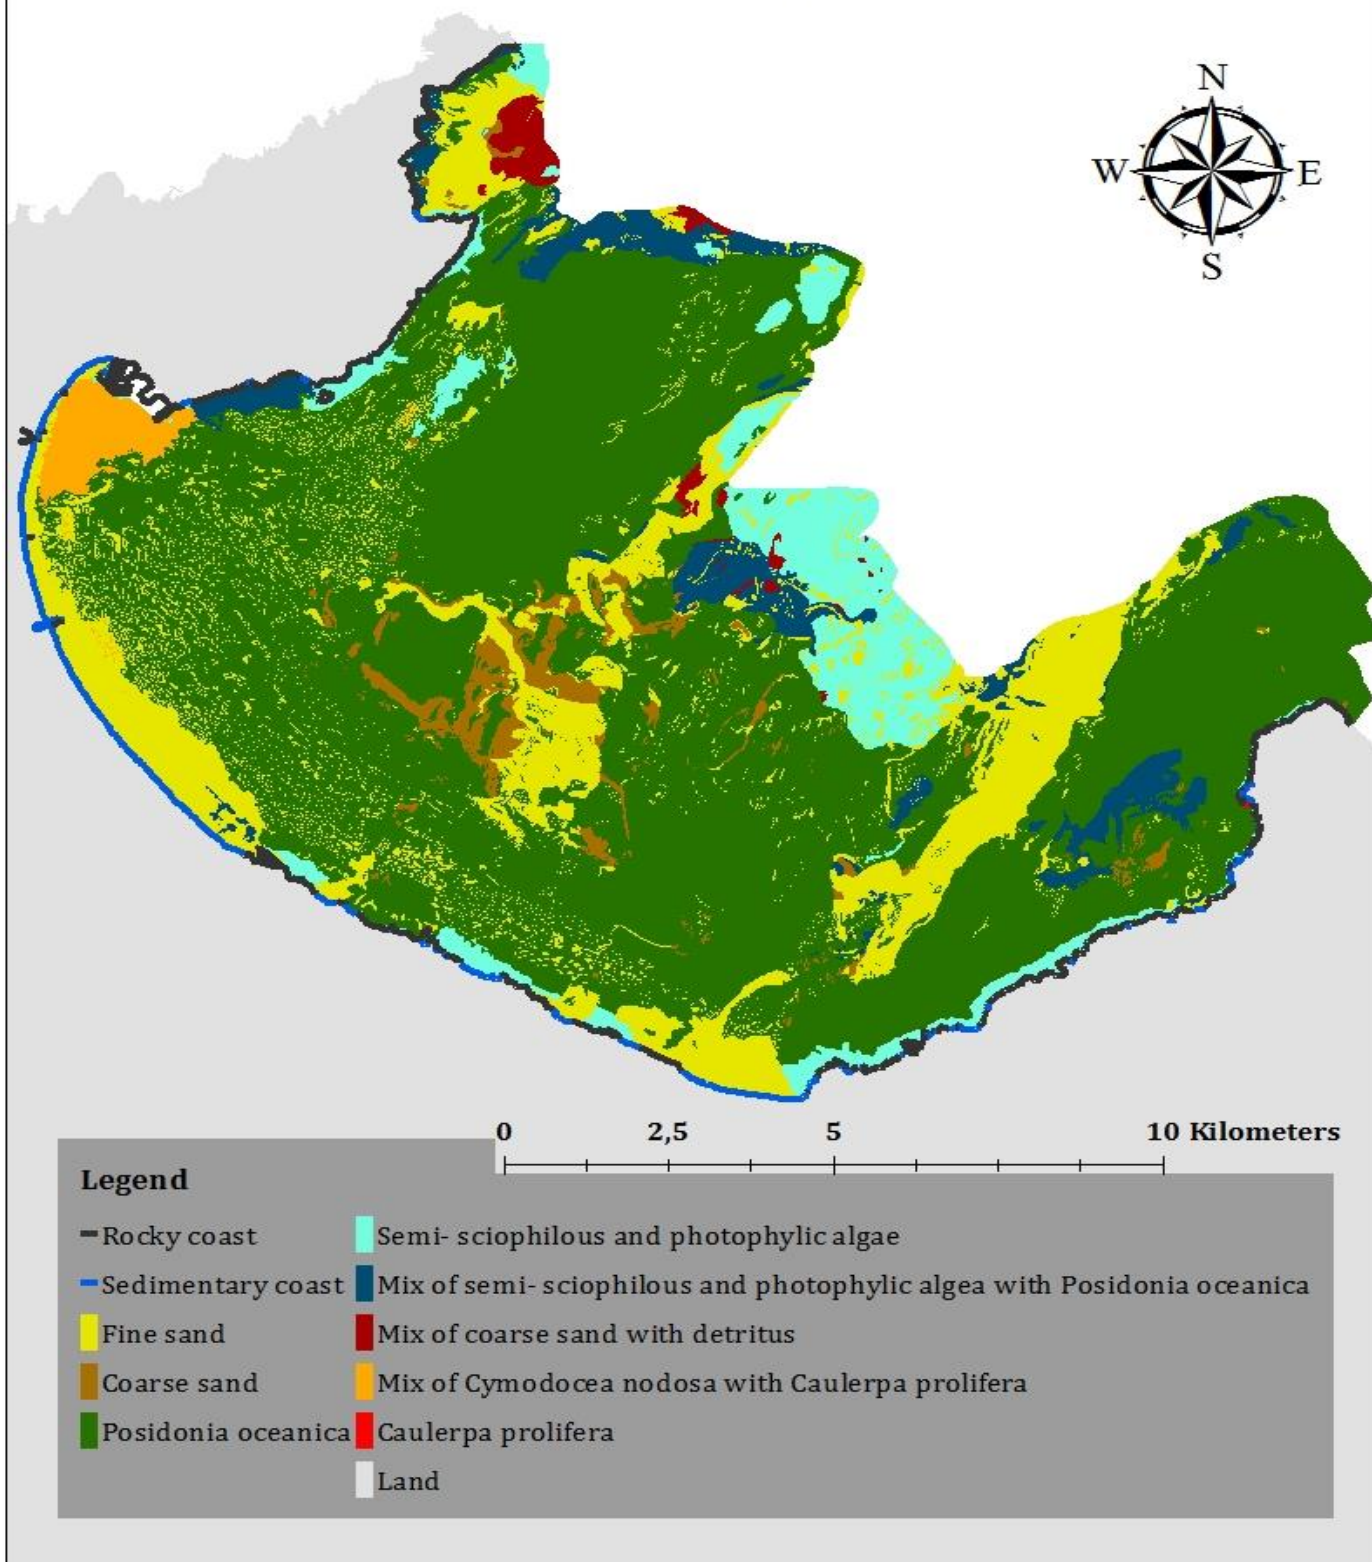 N
W E
S
0 2,5 5 10 Kilometers
Legend
Rocky coast
Sedimentary coast
Fine sand
Coarse sand
Posidonia oceanica
Semi- sciophilous and photophylic algae
Mix of semi- sciophilous and photophylic algea with Posidonia oceanica
Mix of coarse sand with detritus
Mix of Cymodocea nodosa with Caulerpa prolifera
Caulerpa prolifera
Land